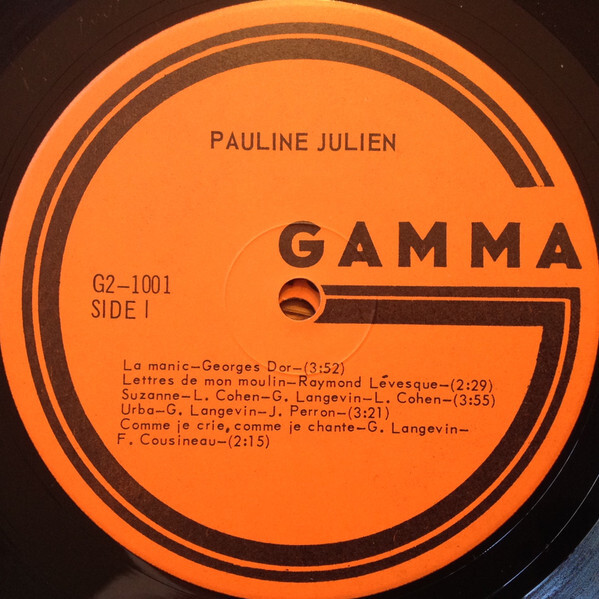 PAULINE JULIEN
GAMMA
G2-1001
SIDE I
La manic-Georges Dor-(3:52)
Lettres de mon moulin-Raymond Lévesque-(2:29)
Suzanne-L. Cohen-G. Langevin-L. Cohen-(3:55)
Urba-G. Langevin-J. Perron-(3:21)
Comme je crie, comme je chante-G. Langevin-
F. Cousineau-(2:15)